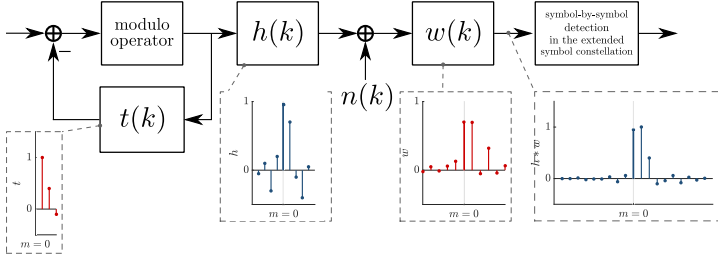 modulo
operator
h(k)
w(k)
symbol-by-symbol
detection
in the extended
symbol constellation
−
t(k)
n(k)
1
0
t
m = 0
1
0
h
m = 0
1
0
w
m = 0
1
0
h * w
m = 0